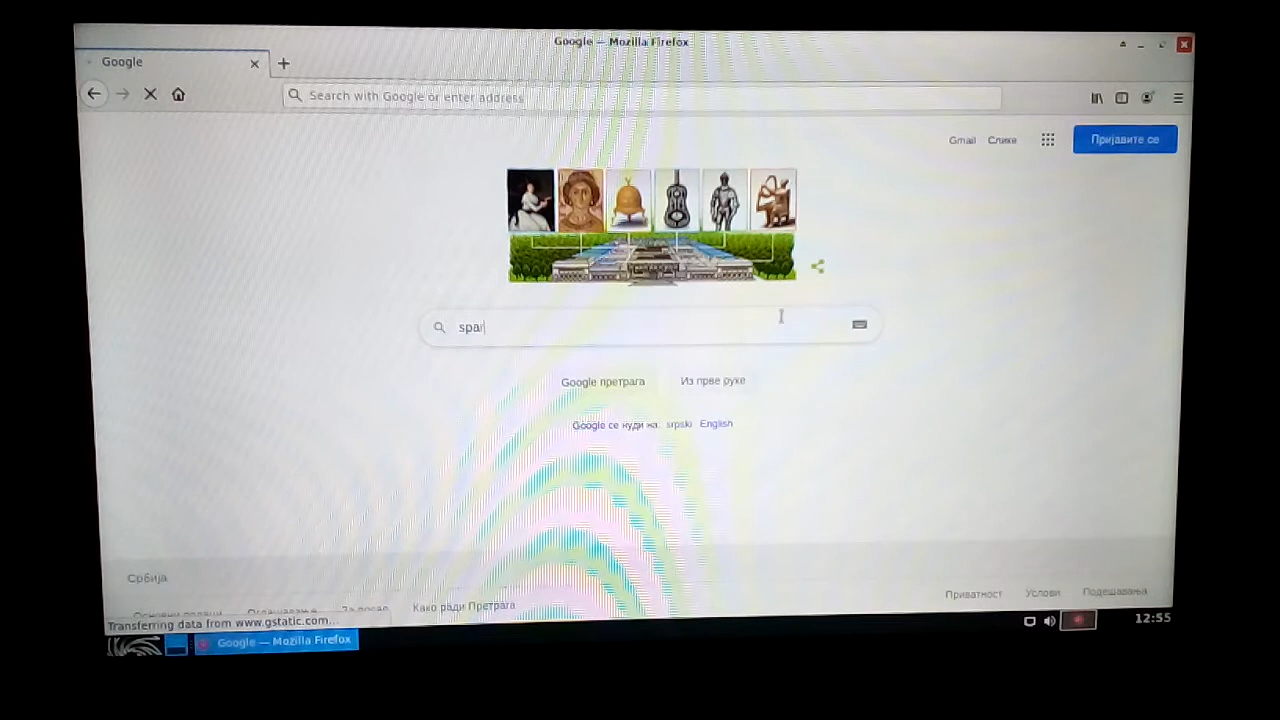 Google — Mozilla Firefox
Google
Search with Google or enter address
Gmail Слике Пријавите се
spar
Google претрага Из прве руке
Google се нуди на: srpski English
Србија
Како ради Претрага
Приватност Услови Подешавања
Transferring data from www.gstatic.com...
Google — Mozilla Firefox
12:55